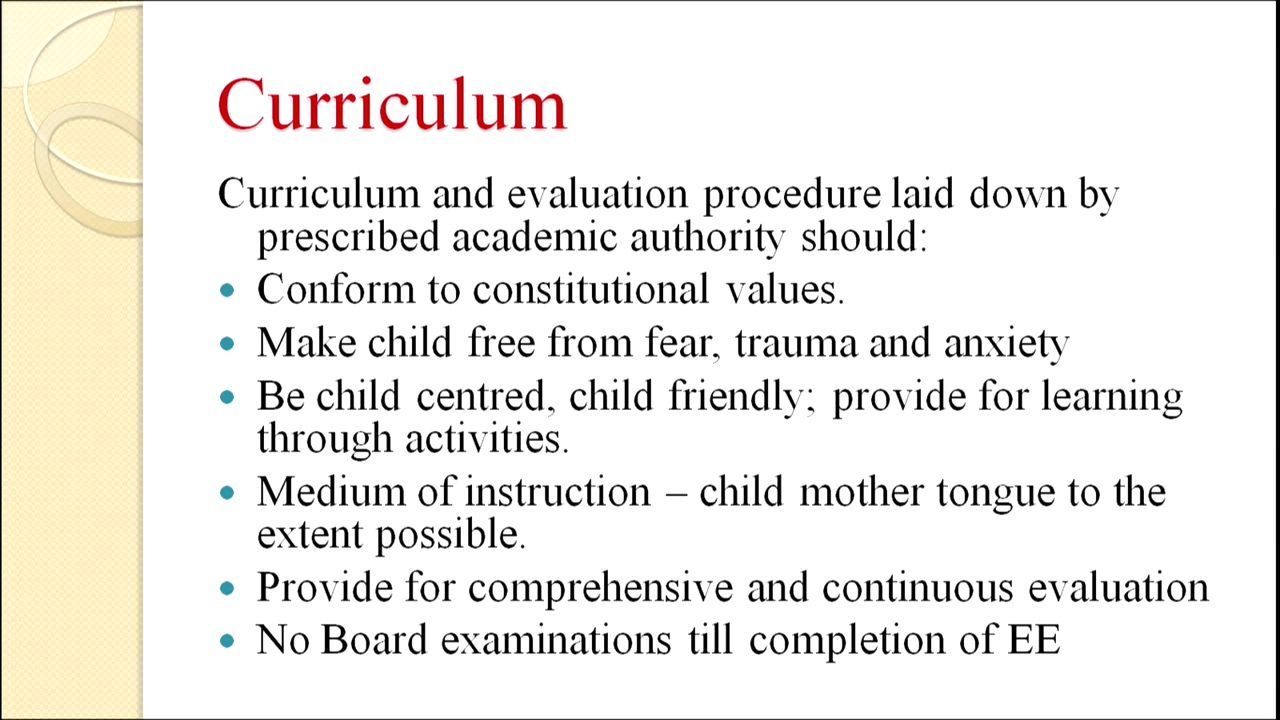 Curriculum
Curriculum and evaluation procedure laid down by
prescribed academic authority should:
• Conform to constitutional values.
• Make child free from fear, trauma and anxiety
• Be child centred, child friendly; provide for learning
through activities.
• Medium of instruction – child mother tongue to the
extent possible.
• Provide for comprehensive and continuous evaluation
• No Board examinations till completion of EE